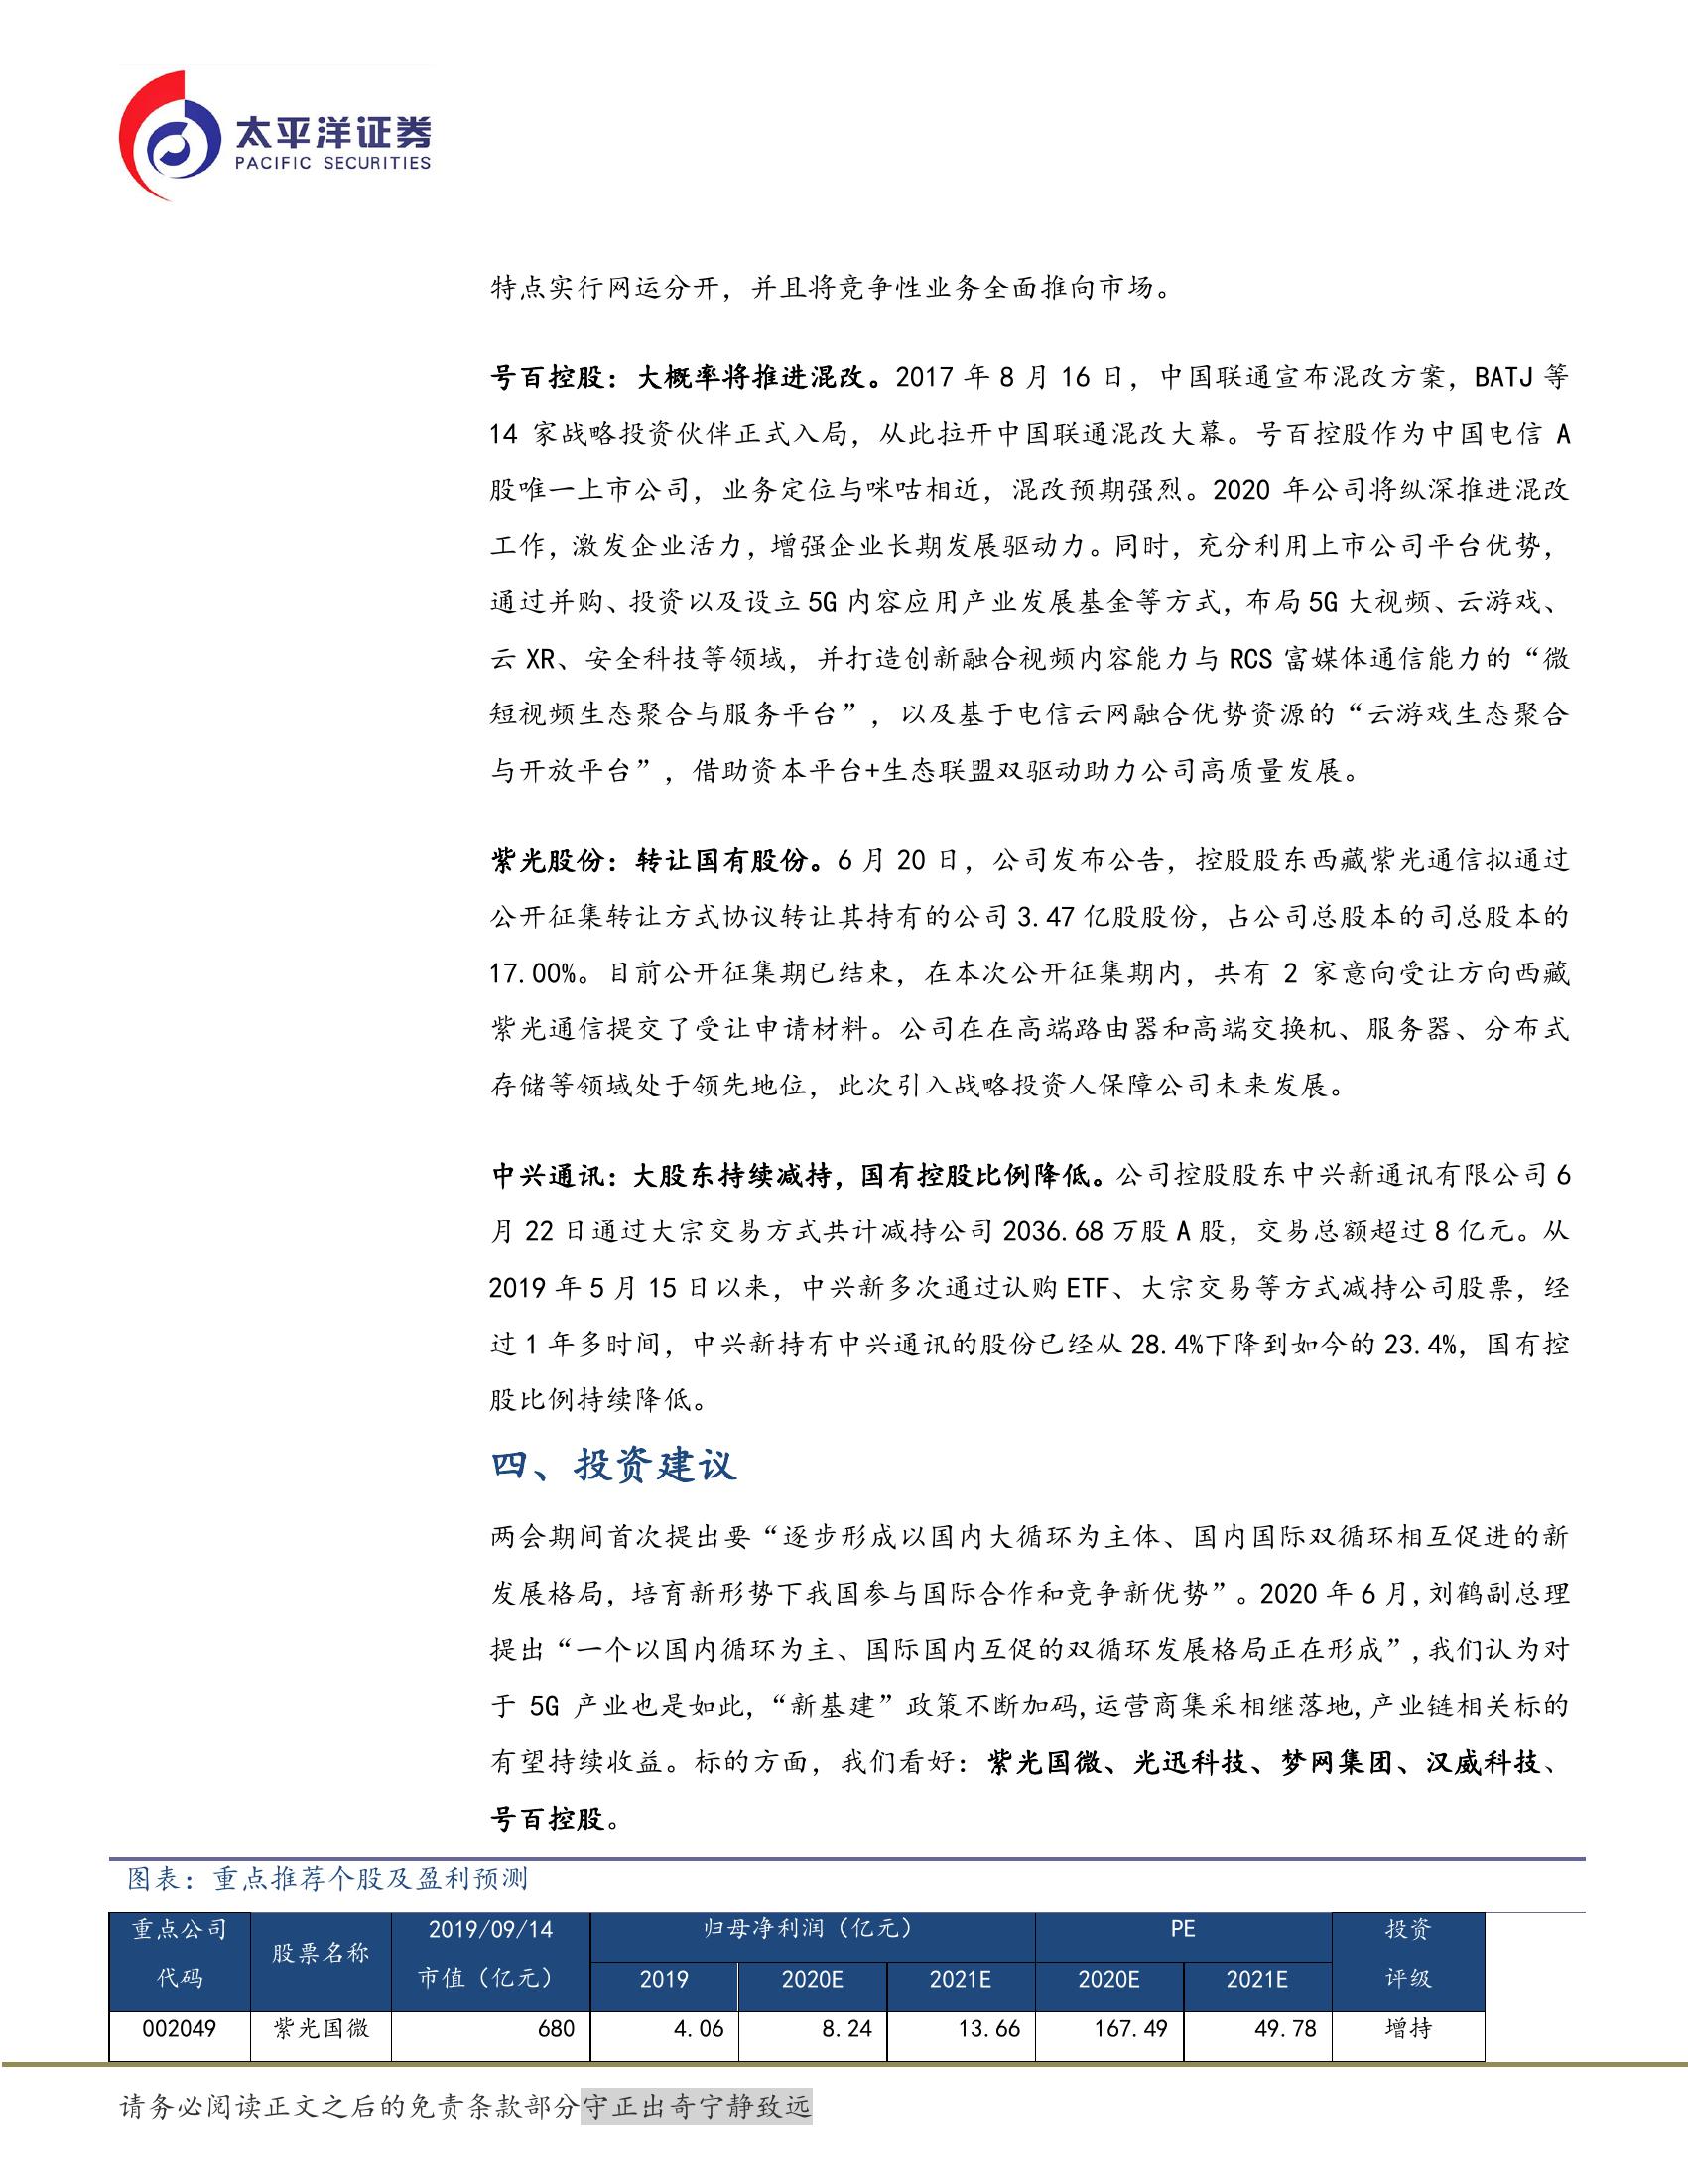 太平洋证券
PACIFIC SECURITIES
特点实行网运分开，并且将竞争性业务全面推向市场。
号百控股：大概率将推进混改。2017 年 8 月 16 日，中国联通宣布混改方案，BATJ 等
14 家战略投资伙伴正式入局，从此拉开中国联通混改大幕。号百控股作为中国电信 A
股唯一上市公司，业务定位与咪咕相近，混改预期强烈。2020 年公司将纵深推进混改
工作，激发企业活力，增强企业长期发展驱动力。同时，充分利用上市公司平台优势，
通过并购、投资以及设立 5G 内容应用产业发展基金等方式，布局 5G 大视频、云游戏、
云 XR、安全科技等领域，并打造创新融合视频内容能力与 RCS 富媒体通信能力的“微
短视频生态聚合与服务平台”，以及基于电信云网融合优势资源的“云游戏生态聚合
与开放平台”，借助资本平台+生态联盟双驱动助力公司高质量发展。
紫光股份：转让国有股份。6 月 20 日，公司发布公告，控股股东西藏紫光通信拟通过
公开征集转让方式协议转让其持有的公司 3.47 亿股股份，占公司总股本的司总股本的
17.00%。目前公开征集期已结束，在本次公开征集期内，共有 2 家意向受让方向西藏
紫光通信提交了受让申请材料。公司在在高端路由器和高端交换机、服务器、分布式
存储等领域处于领先地位，此次引入战略投资人保障公司未来发展。
中兴通讯：大股东持续减持，国有控股比例降低。公司控股股东中兴新通讯有限公司 6
月 22 日通过大宗交易方式共计减持公司 2036.68 万股 A 股，交易总额超过 8 亿元。从
2019 年 5 月 15 日以来，中兴新多次通过认购 ETF、大宗交易等方式减持公司股票，经
过 1 年多时间，中兴新持有中兴通讯的股份已经从 28.4%下降到如今的 23.4%，国有控
股比例持续降低。
四、投资建议
两会期间首次提出要“逐步形成以国内大循环为主体、国内国际双循环相互促进的新
发展格局，培育新形势下我国参与国际合作和竞争新优势”。2020 年 6 月,刘鹤副总理
提出“一个以国内循环为主、国际国内互促的双循环发展格局正在形成”,我们认为对
于 5G 产业也是如此,“新基建”政策不断加码,运营商集采相继落地,产业链相关标的
有望持续收益。标的方面，我们看好：紫光国微、光迅科技、梦网集团、汉威科技、
号百控股。
图表：重点推荐个股及盈利预测
重点公司代码 股票名称 2019/09/14 市值（亿元） 归母净利润（亿元） PE 投资评级
2019 2020E 2021E 2020E 2021E
002049 紫光国微 680 4.06 8.24 13.66 167.49 49.78 增持
请务必阅读正文之后的免责条款部分守正出奇宁静致远